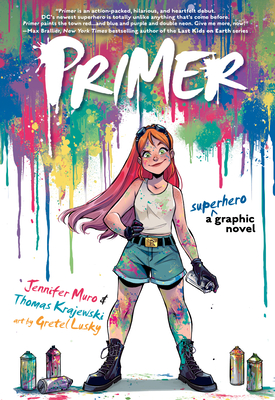 "Primer is an action-packed, hilarious, and heartfelt debut.
DC's newest superhero is totally unlike anything that's come before.
Primer paints the town red...and blue and purple and double neon. Give me more, now!"
—Max Brallier, New York Times bestselling author of the Last Kids on Earth series
PRIMER
superhero
a graphic
novel
Jennifer Muro &
Thomas Krajewski
art by Gretel Lusky